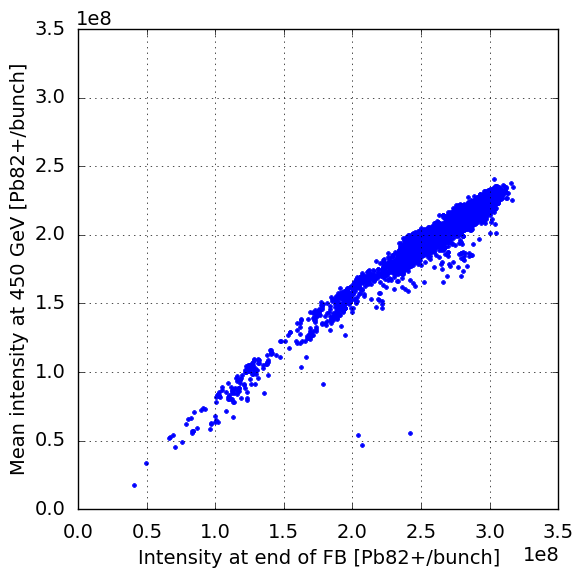 1e8
3.5
3.0
2.5
2.0
1.5
1.0
0.5
0.0
Mean intensity at 450 GeV [Pb82+/bunch]
0.0 0.5 1.0 1.5 2.0 2.5 3.0 3.5
Intensity at end of FB [Pb82+/bunch] 1e8